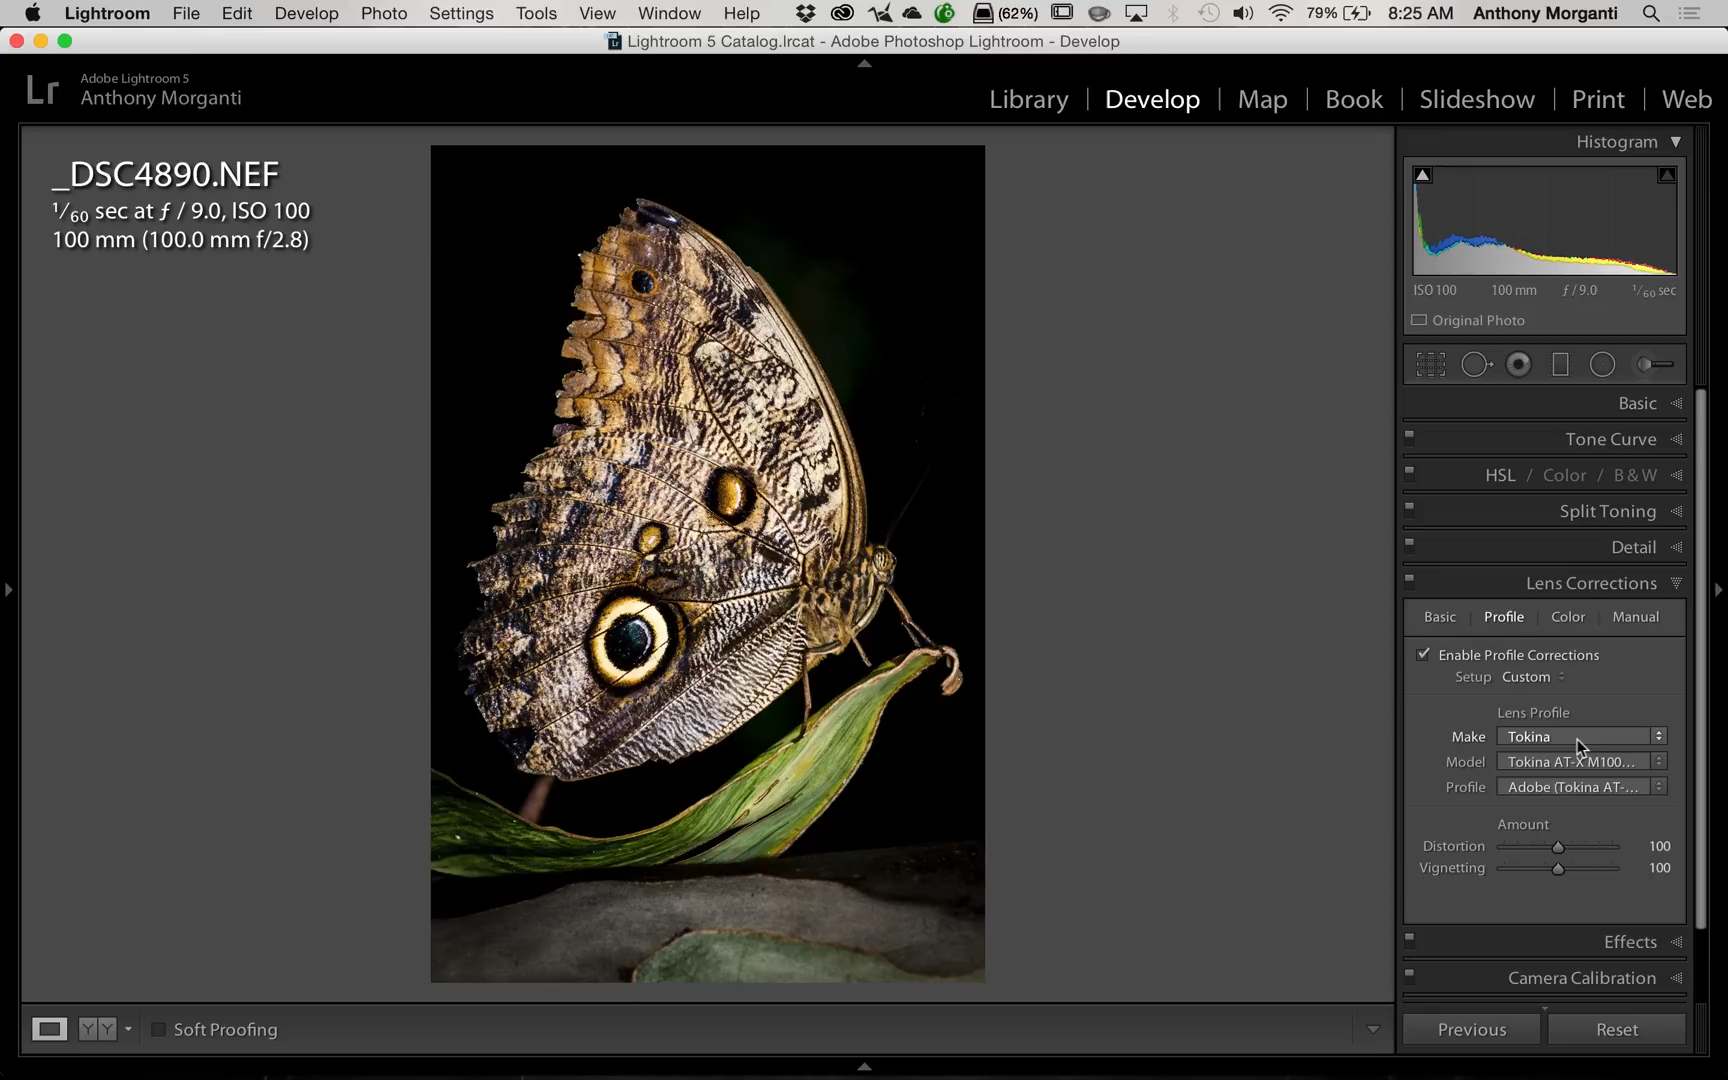 Lightroom File Edit Develop Photo Settings Tools View Window Help (62%) 79% 8:25 AM Anthony Morganti
Lightroom 5 Catalog.lrcat - Adobe Photoshop Lightroom - Develop
Lr
Adobe Lightroom 5
Anthony Morganti
Library | Develop | Map | Book | Slideshow | Print | Web
_DSC4890.NEF
1/60 sec at ƒ / 9.0, ISO 100
100 mm (100.0 mm f/2.8)
Histogram
ISO 100 100 mm ƒ / 9.0 1/60 sec
Original Photo
Basic
Tone Curve
HSL / Color / B & W
Split Toning
Detail
Lens Corrections
Basic | Profile | Color | Manual
Enable Profile Corrections
Setup Custom
Lens Profile
Make Tokina
Model Tokina AT-X M100...
Profile Adobe (Tokina AT-...
Amount
Distortion 100
Vignetting 100
Effects
Camera Calibration
Y Y Soft Proofing
Previous Reset